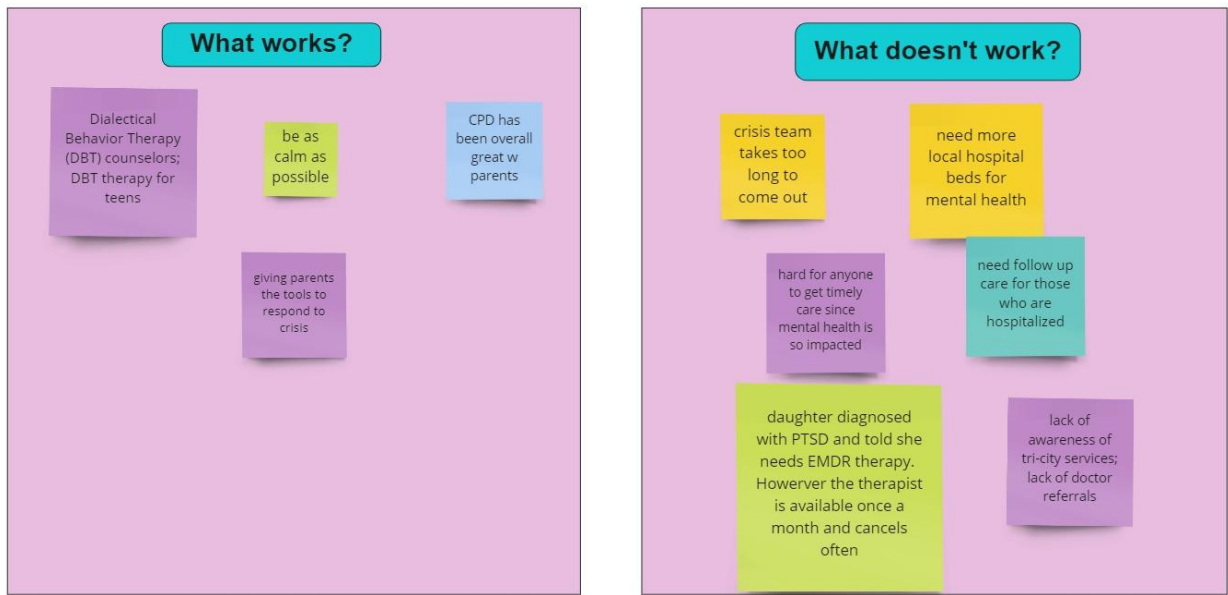 What works?
Dialectical
Behavior Therapy
(DBT) counselors;
DBT therapy for
teens
be as
calm as
possible
CPD has
been overall
great w
parents
giving parents
the tools to
respond to
crisis
What doesn't work?
crisis team
takes too
long to
come out
need more
local hospital
beds for
mental health
hard for anyone
to get timely
care since
mental health is
so impacted
need follow up
care for those
who are
hospitalized
daughter diagnosed
with PTSD and told she
needs EMDR therapy.
Howerver the therapist
is available once a
month and cancels
often
lack of
awareness of
tri-city services;
lack of doctor
referrals